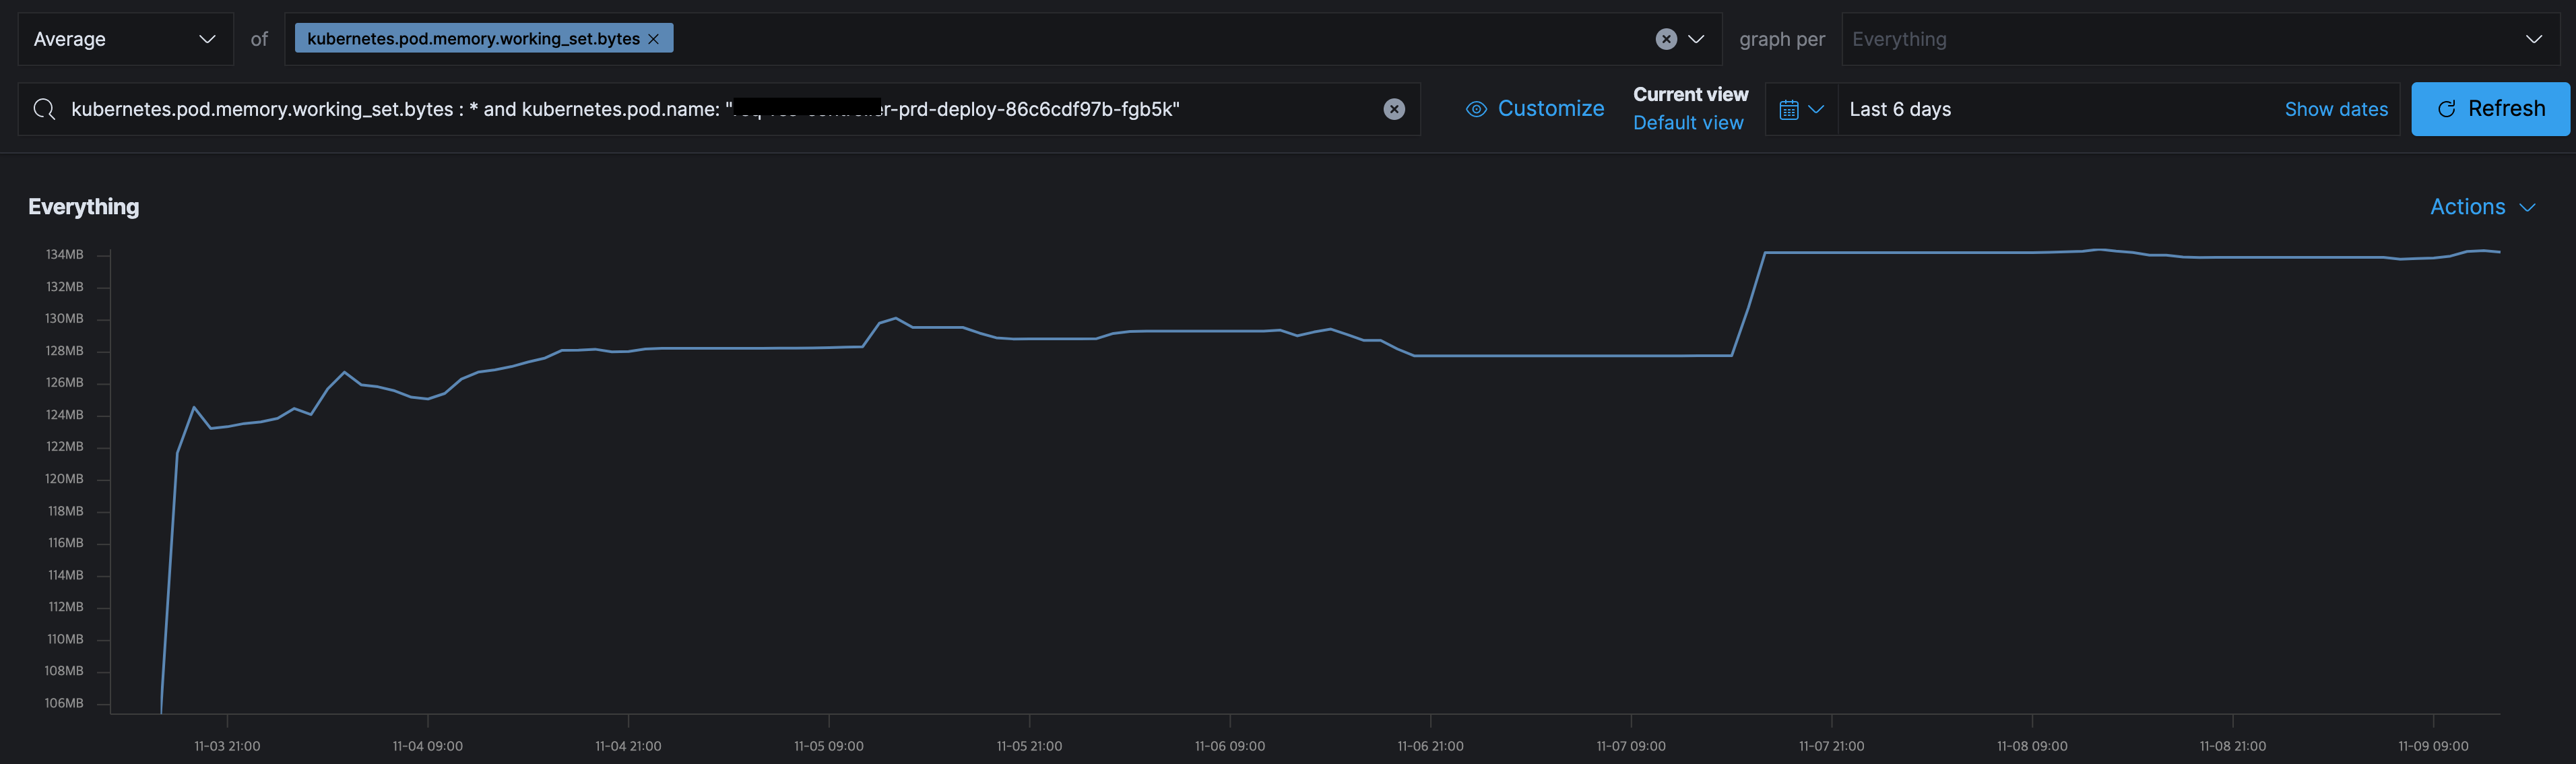 Average
of
kubernetes.pod.memory.working_set.bytes
graph per
Everything
kubernetes.pod.memory.working_set.bytes : * and kubernetes.pod.name: " r-prd-deploy-86c6cdf97b-fgb5k"
Customize
Current view
Default view
Last 6 days
Show dates
Refresh
Everything
Actions
134MB
132MB
130MB
128MB
126MB
124MB
122MB
120MB
118MB
116MB
114MB
112MB
110MB
108MB
106MB
11-03 21:00
11-04 09:00
11-04 21:00
11-05 09:00
11-05 21:00
11-06 09:00
11-06 21:00
11-07 09:00
11-07 21:00
11-08 09:00
11-08 21:00
11-09 09:00